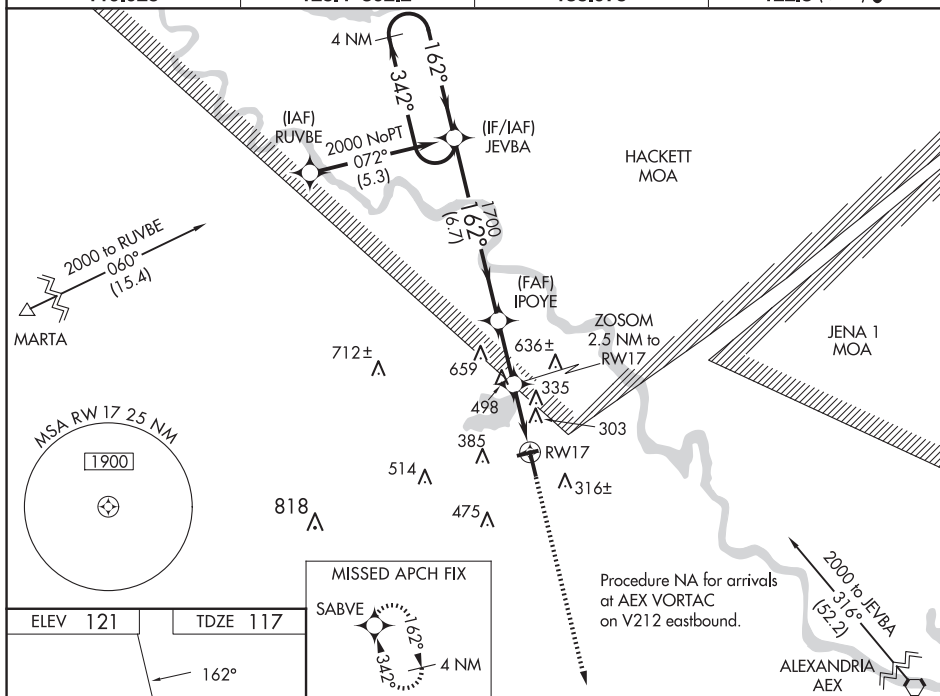 4 NM
162°
342°
(IAF)
RUVBE
2000 NoPT
072°
(5.3)
(IF/IAF)
JEVBA
HACKETT
MOA
1700
162°
(6.7)
2000 to RUVBE
060°
(15.4)
MARTA
(FAF)
IPOYE
ZOSOM
2.5 NM to
RW17
JENA 1
MOA
712±
659
636±
498
335
303
385
RW17
514
316±
818
475
MSA RW 17 25 NM
1900
MISSED APCH FIX
SABVE
162°
342°
4 NM
Procedure NA for arrivals
at AEX VORTAC
on V212 eastbound.
2000 to JEVBA
316°
(52.2)
ALEXANDRIA
AEX
ELEV 121
TDZE 117
162°